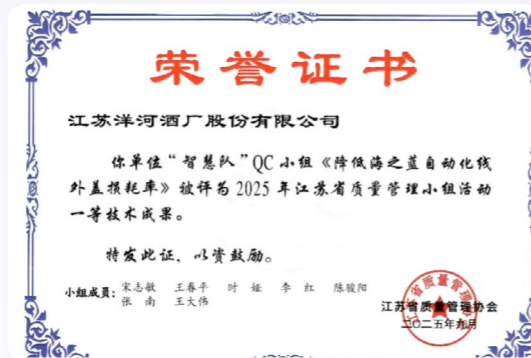 荣誉证书
江苏洋河酒厂股份有限公司
你单位“智慧队”QC小组《降低海之蓝自动化线
外盖损耗率》被评为2025年江苏省质量管理小组活动
一等技术成果。
特发此证，以资鼓励。
小组成员：宋志敏 王春平 时娅 李红 陈骏阳
张南 王大伟
江苏省质量管理协会
二〇二五年九月